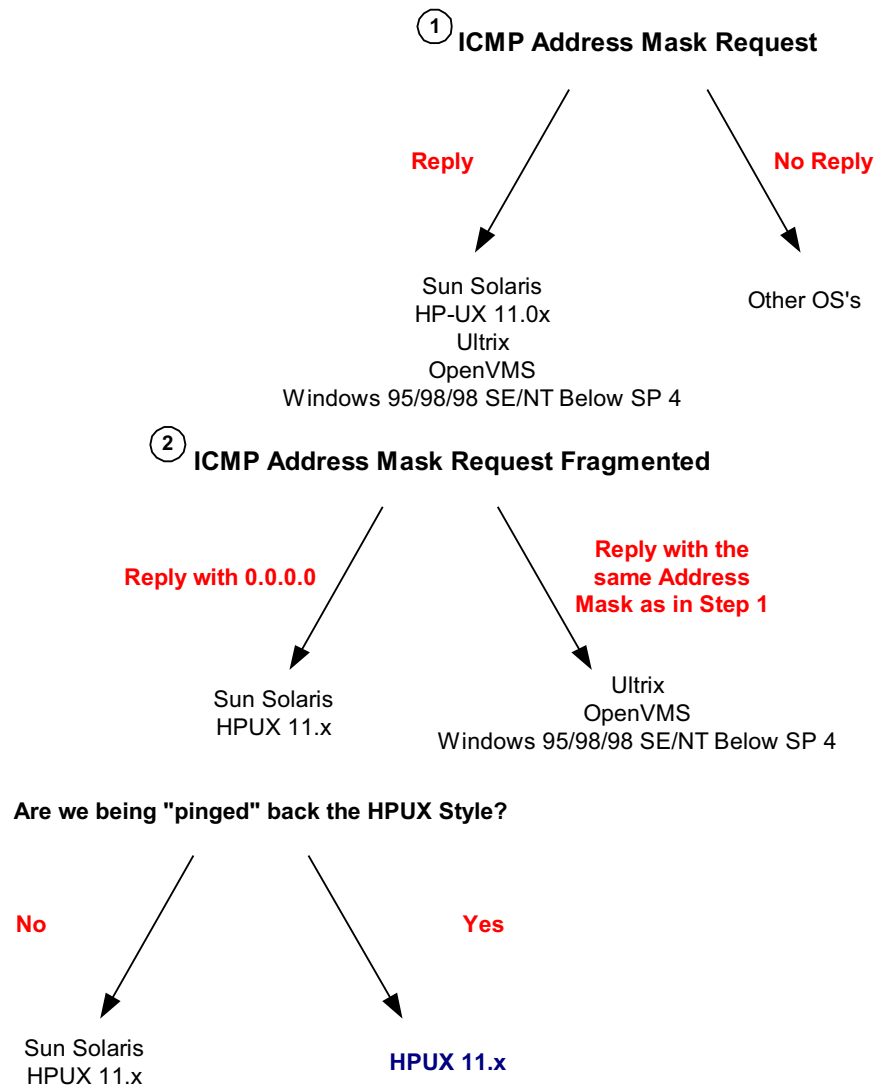 1
ICMP Address Mask Request
Reply
No Reply
Sun Solaris
HP-UX 11.0x
Ultrix
OpenVMS
Windows 95/98/98 SE/NT Below SP 4
Other OS's
2
ICMP Address Mask Request Fragmented
Reply with 0.0.0.0
Reply with the
same Address
Mask as in Step 1
Sun Solaris
HPUX 11.x
Ultrix
OpenVMS
Windows 95/98/98 SE/NT Below SP 4
Are we being "pinged" back the HPUX Style?
No
Yes
Sun Solaris
HPUX 11.x
HPUX 11.x